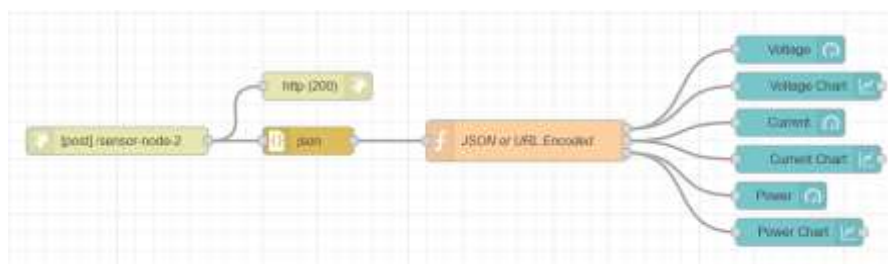 Voltage
http (200)
Voltage Chart
Current
[post] /sensor-node-2
json
JSON or URL Encoded
Current Chart
Power
Power Chart